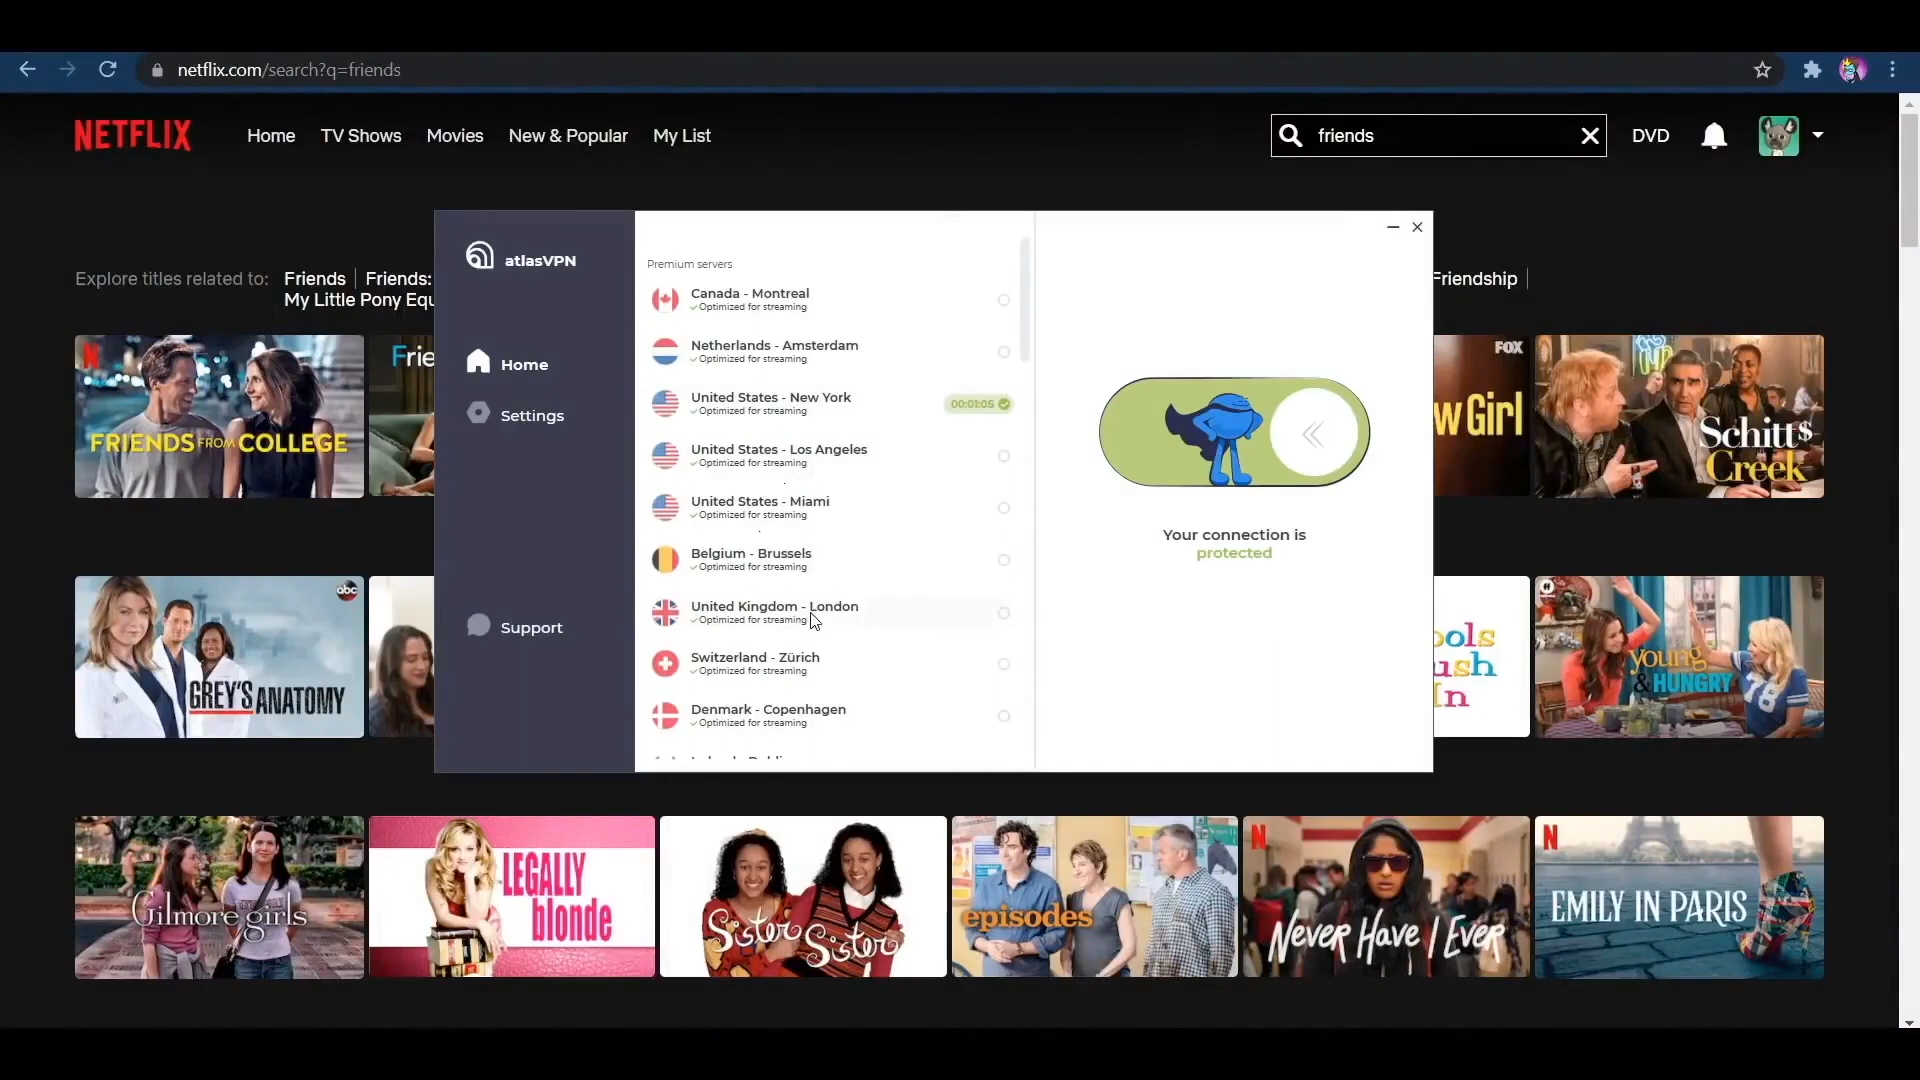 netflix.com/search?q=friends
NETFLIX
Home
TV Shows
Movies
New & Popular
My List
friends
DVD
Explore titles related to:
Friends
Friends:
Friendship
My Little Pony Equ
atlasVPN
Home
Settings
Support
Premium servers
Canada - Montreal
Optimized for streaming
Netherlands - Amsterdam
Optimized for streaming
United States - New York
Optimized for streaming
00:01:05
United States - Los Angeles
Optimized for streaming
United States - Miami
Optimized for streaming
Belgium - Brussels
Optimized for streaming
United Kingdom - London
Optimized for streaming
Switzerland - Zürich
Optimized for streaming
Denmark - Copenhagen
Optimized for streaming
Your connection is
protected
N
FRIENDS FROM COLLEGE
Frie
FOX
w Girl
Schitt$
Creek
abc
GREY'S ANATOMY
ools
ush
In
young
& HUNGRY
78
Gilmore girls
LEGALLY
blonde
Sister Sister
episodes
N
Never Have I Ever
N
EMILY IN PARIS